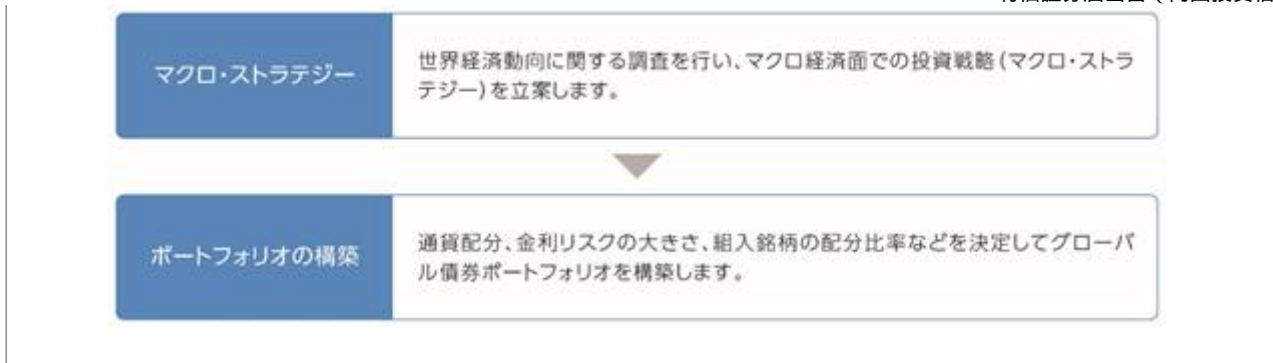 マクロ・ストラテジー
世界経済動向に関する調査を行い、マクロ経済面での投資戦略(マクロ・ストラ
テジー)を立案します。
ポートフォリオの構築
通貨配分、金利リスクの大きさ、組入銘柄の配分比率などを決定してグローバ
ル債券ポートフォリオを構築します。